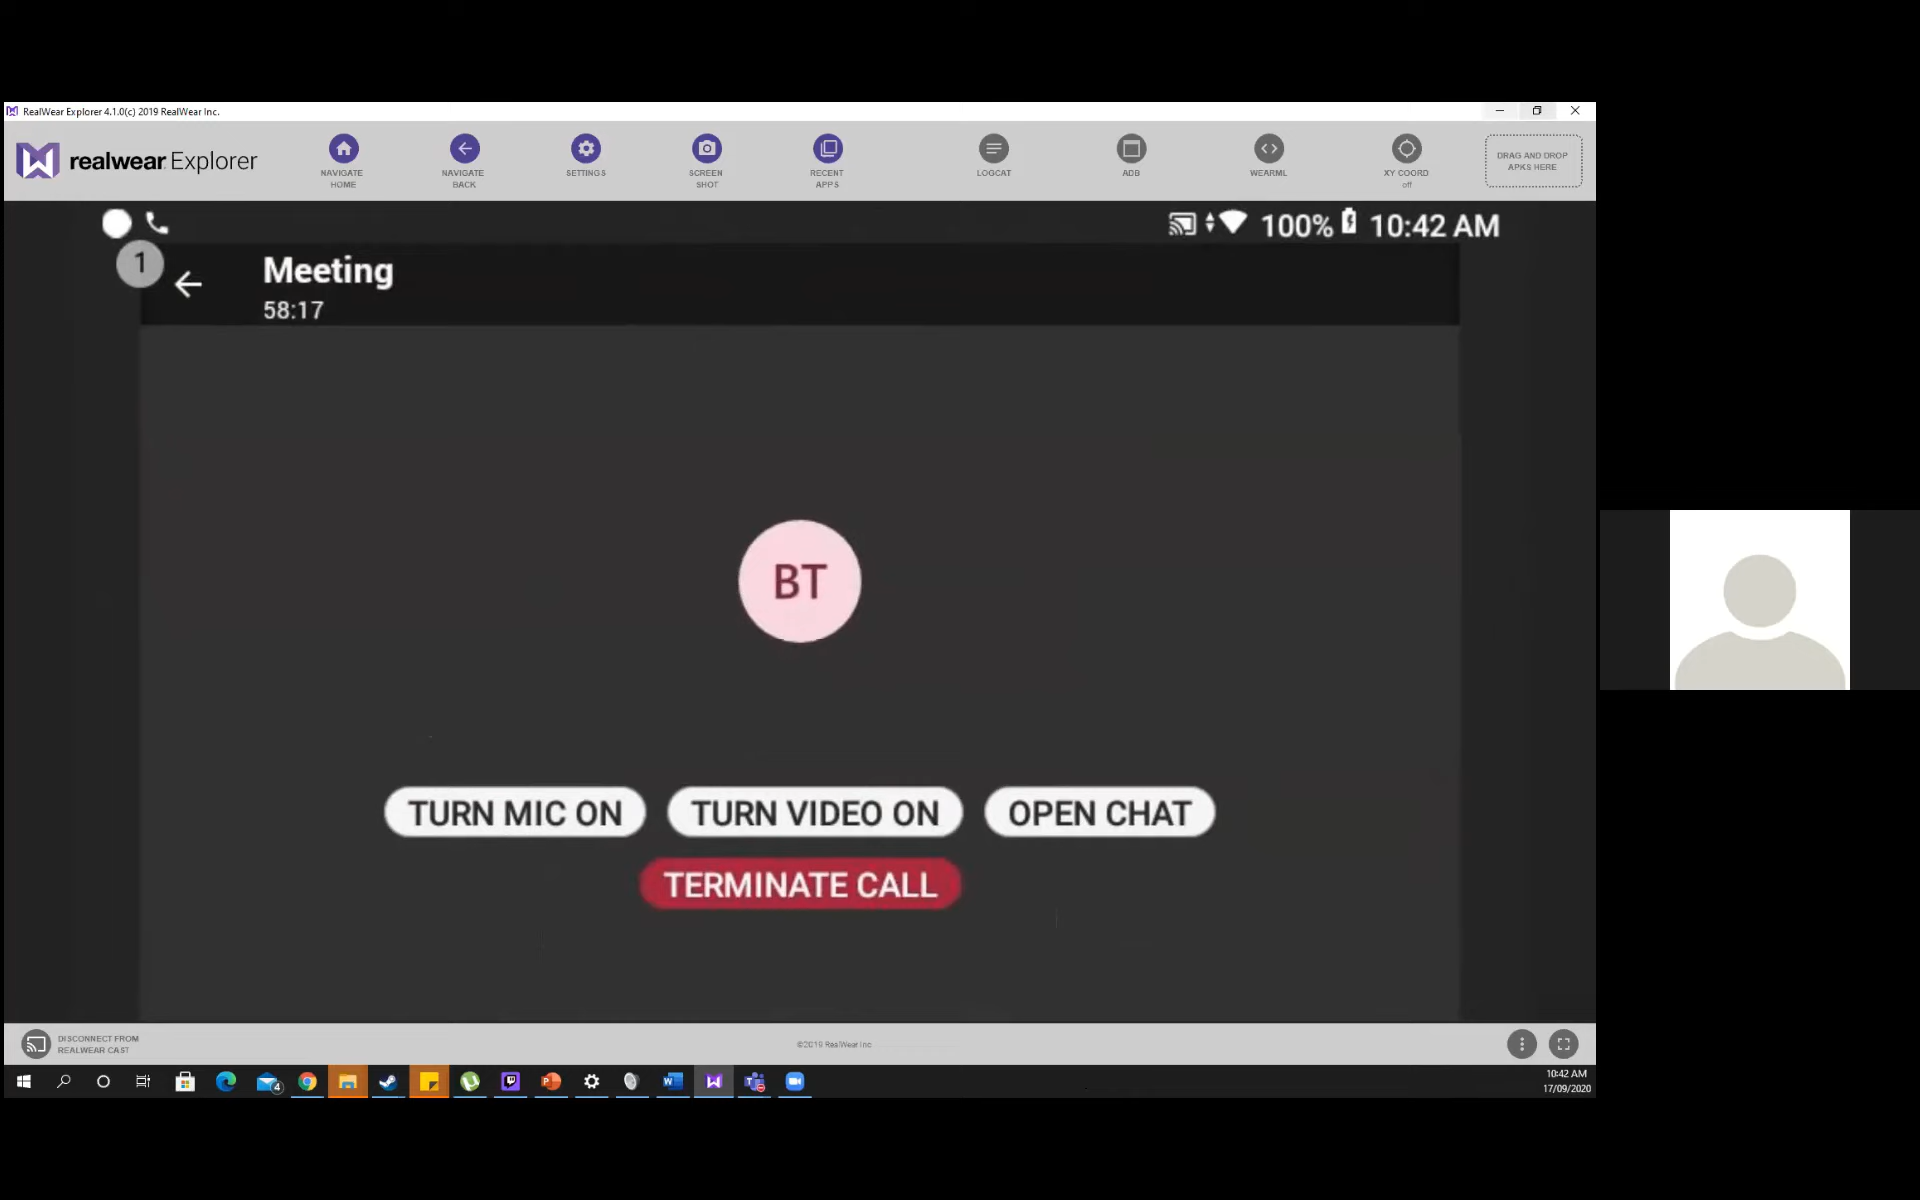 RealWear Explorer 4.1.0(c) 2019 RealWear Inc.
realwear Explorer
NAVIGATE
HOME
NAVIGATE
BACK
SETTINGS
SCREEN
SHOT
RECENT
APPS
LOGCAT
ADB
WEARML
XY COORD
off
DRAG AND DROP
APKS HERE
100% 10:42 AM
1
Meeting
58:17
BT
TURN MIC ON TURN VIDEO ON OPEN CHAT
TERMINATE CALL
DISCONNECT FROM
REALWEAR CAST
©2019 RealWear Inc
4
10:42 AM
17/09/2020